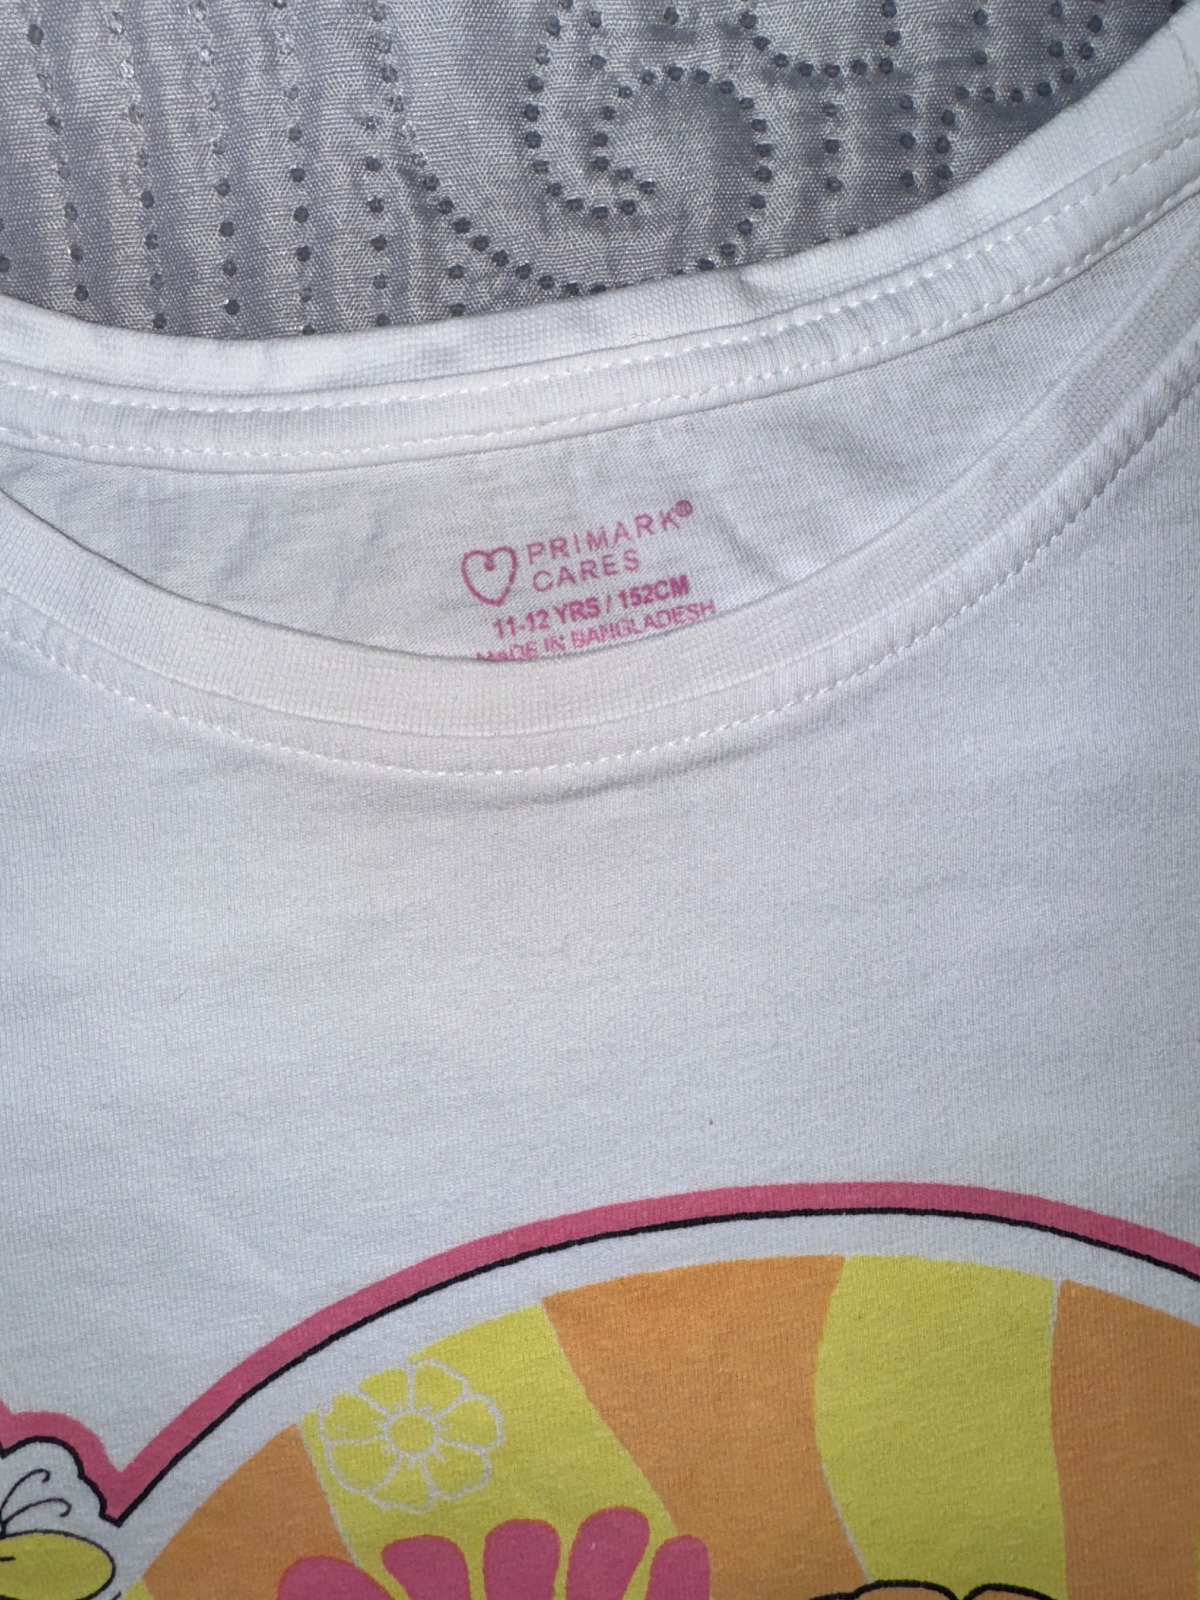 PRIMARK®
CARES
11-12 YRS / 152CM
MADE IN BANGLADESH